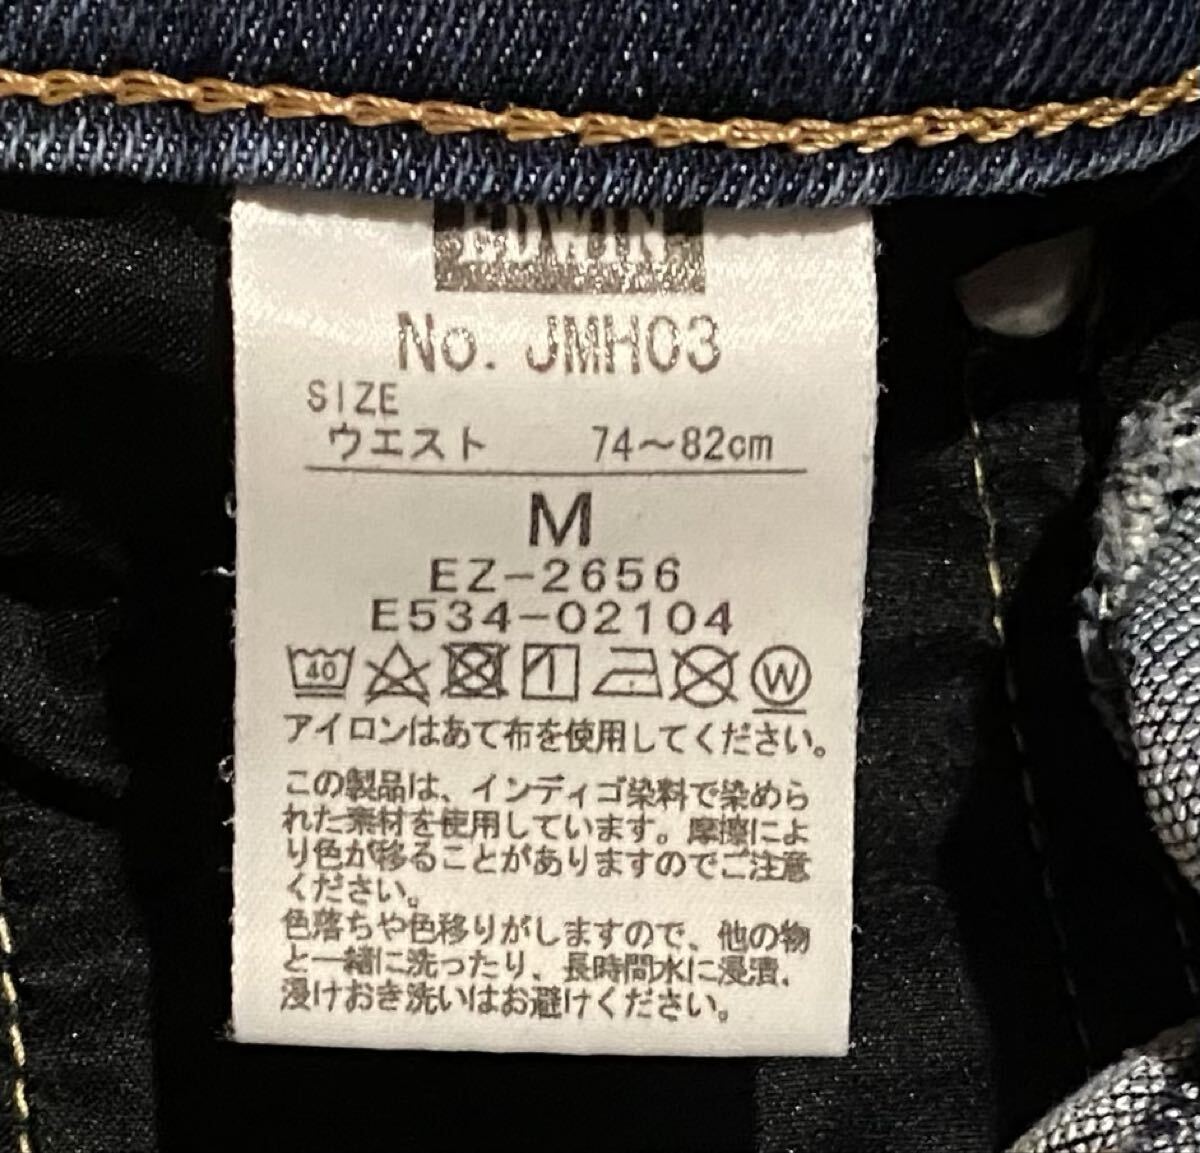 EDWIN
No. JMH03
SIZE
ウエスト 74～82cm
M
EZ-2656
E534-02104
40 W
アイロンはあて布を使用してください。
この製品は、インディゴ染料で染めら
れた素材を使用しています。摩擦によ
り色が移ることがありますのでご注意
ください。
色落ちや色移りがしますので、他の物
と一緒に洗ったり、長時間水に浸漬、
浸けおき洗いはお避けください。